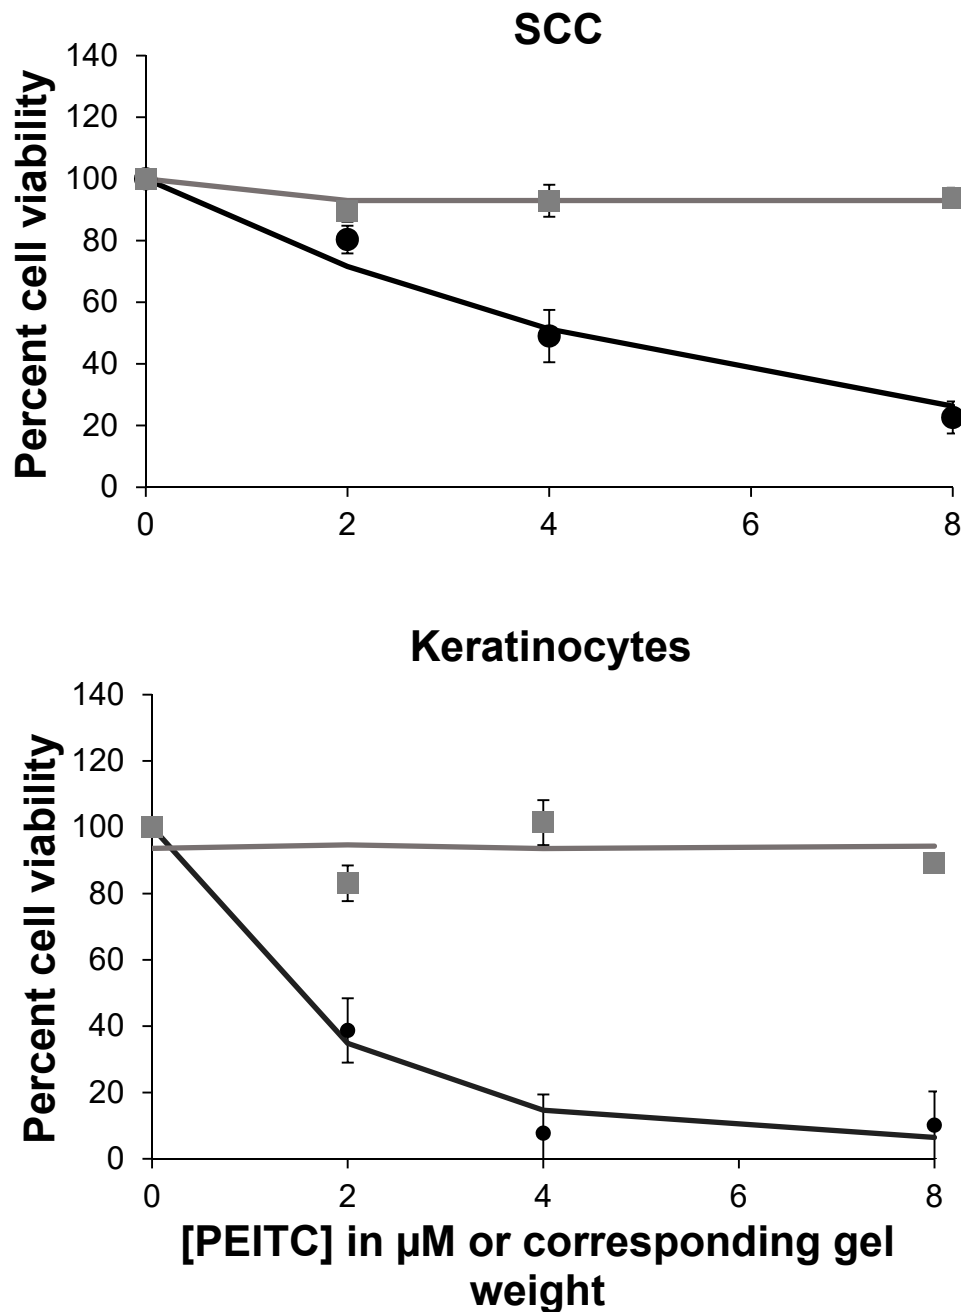 SCC
Percent cell viability
140
120
100
80
60
40
20
0
0 2 4 6 8
Keratinocytes
Percent cell viability
140
120
100
80
60
40
20
0
0 2 4 6 8
[PEITC] in µM or corresponding gel
weight